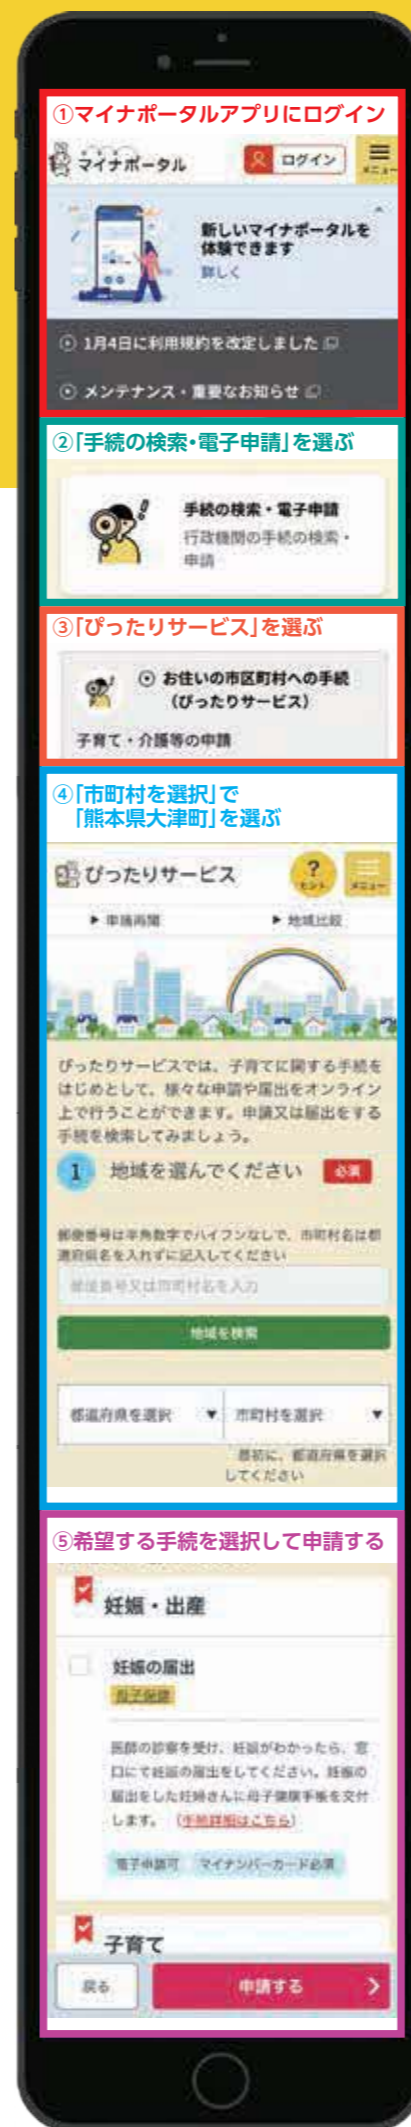 ①マイナポータルアプリにログイン
マイナポータル
ログイン
メニュー
新しいマイナポータルを
体験できます
詳しく
1月4日に利用規約を改定しました
メンテナンス・重要なお知らせ
②「手続の検索・電子申請」を選ぶ
手続の検索・電子申請
行政機関の手続の検索・
申請
③「ぴったりサービス」を選ぶ
お住いの市区町村への手続
（ぴったりサービス）
子育て・介護等の申請
④「市町村を選択」で
「熊本県大津町」を選ぶ
ぴったりサービス
?
ヒント
メニュー
▶ 申請再開
▶ 地域比較
ぴったりサービスでは、子育てに関する手続を
はじめとして、様々な申請や届出をオンライン
上で行うことができます。申請又は届出をする
手続を検索してみましょう。
1 地域を選んでください 必須
郵便番号は半角数字でハイフンなしで、市町村名は都
道府県名を入れずに記入してください
郵便番号又は市町村名を入力
地域を検索
都道府県を選択 ▼
市町村を選択 ▼
最初に、都道府県を選択
してください
⑤希望する手続を選択して申請する
妊娠・出産
妊娠の届出
母子保健
医師の診察を受け、妊娠がわかったら、窓
口にて妊娠の届出をしてください。妊娠の
届出をした妊婦さんに母子健康手帳を交付
します。（手続詳細はこちら）
電子申請可 マイナンバーカード必須
子育て
戻る
申請する